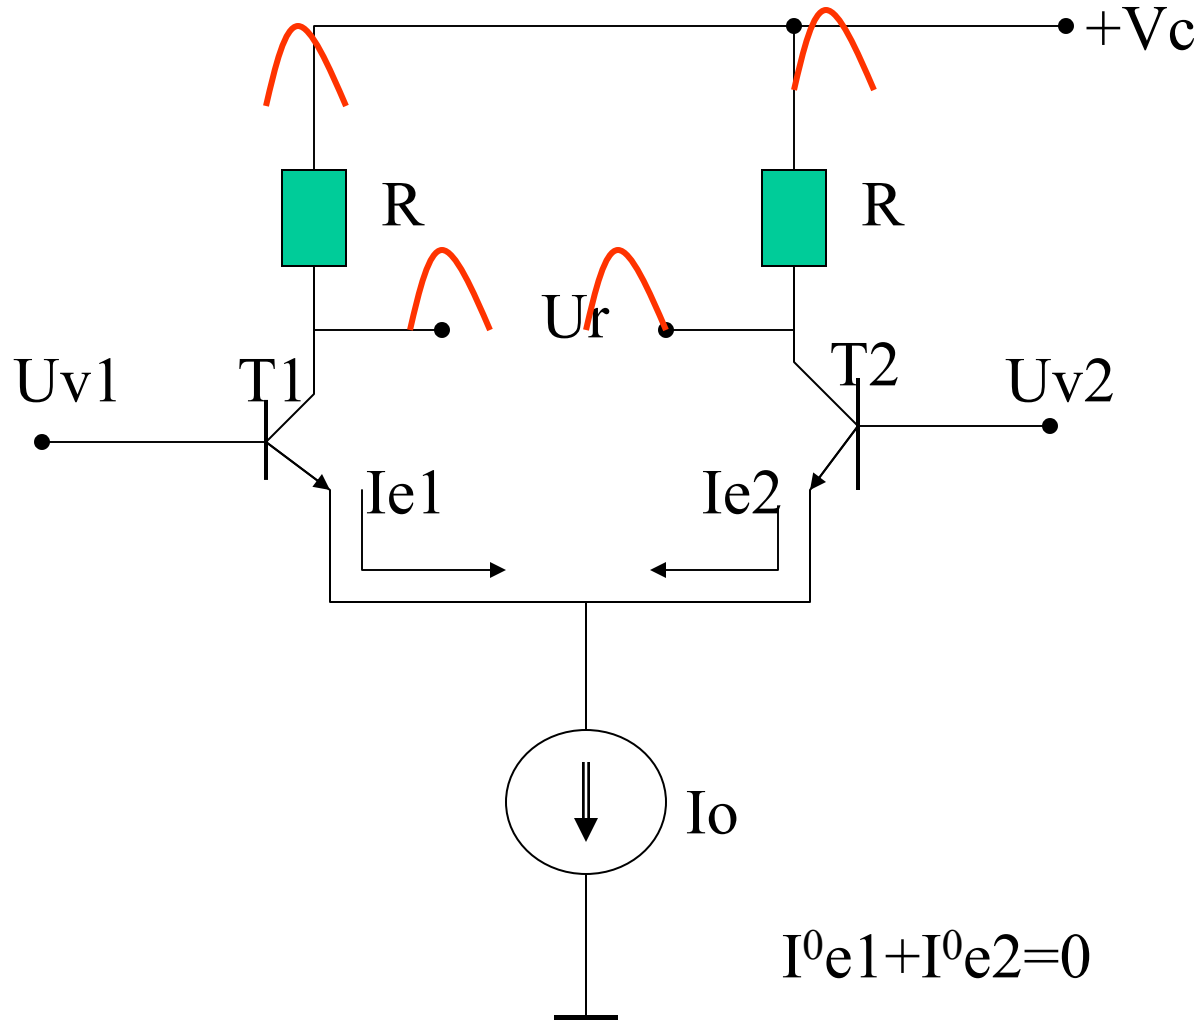 +Vc
R
R
Ur
T1
T2
Uv1
Uv2
Ie1
Ie2
Io
I⁰e1+I⁰e2=0